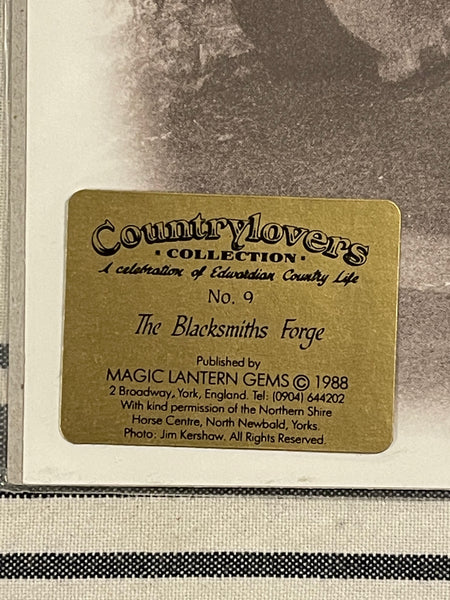 Countrylovers
• COLLECTION •
A celebration of Edwardian Country Life
No. 9
The Blacksmiths Forge
Published by
MAGIC LANTERN GEMS © 1988
2 Broadway, York, England. Tel: (0904) 644202
With kind permission of the Northern Shire
Horse Centre, North Newbald, Yorks.
Photo: Jim Kershaw. All Rights Reserved.